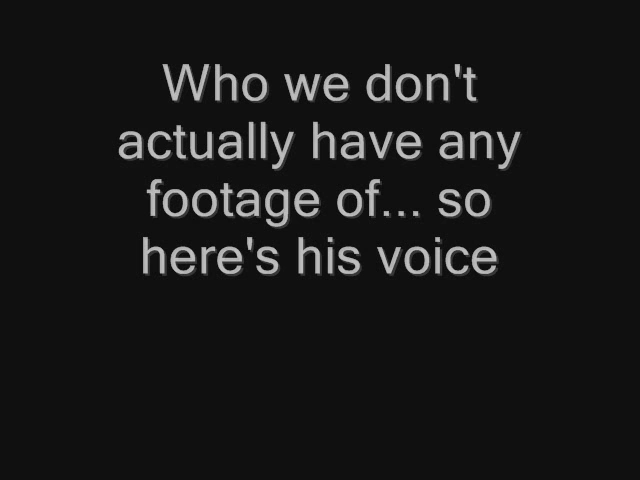 Who we don't
actually have any
footage of... so
here's his voice